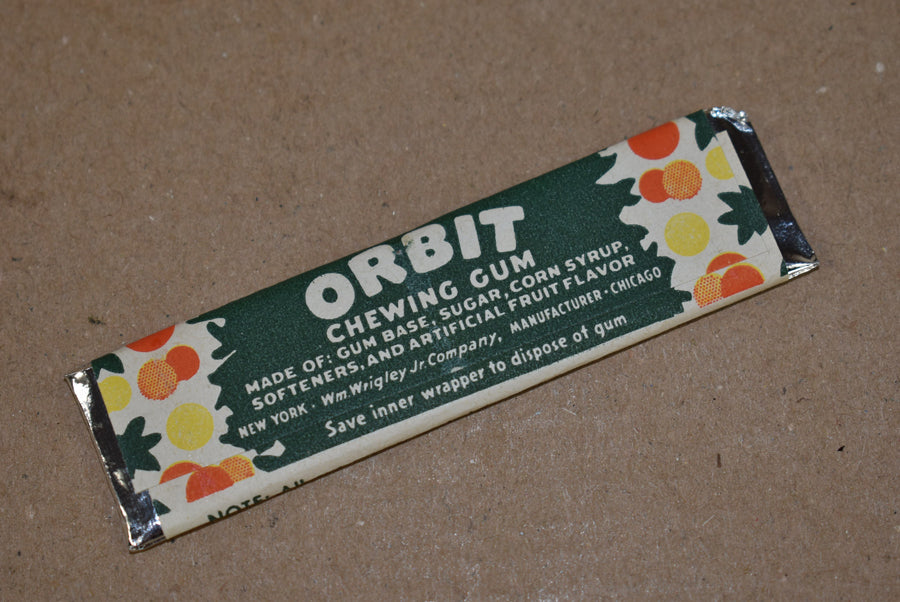 ORBIT
CHEWING GUM
MADE OF: GUM BASE, SUGAR, CORN SYRUP,
SOFTENERS, AND ARTIFICIAL FRUIT FLAVOR
NEW YORK · Wm. Wrigley Jr. Company, MANUFACTURER · CHICAGO
Save inner wrapper to dispose of gum
NOTE: